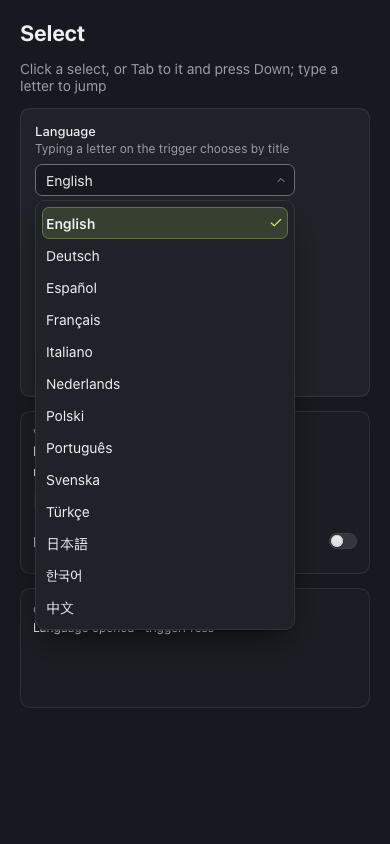 Select
Click a select, or Tab to it and press Down; type a
letter to jump
Language
Typing a letter on the trigger chooses by title
English
English
Deutsch
Español
Français
Italiano
Nederlands
Polski
Português
Svenska
Türkçe
日本語
한국어
中文